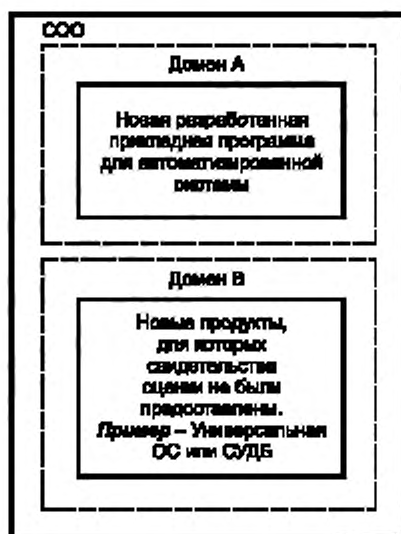 СОО
Домен А
Новая разработанная
прикладная программа
для автоматизированной
системы
Домен В
Новые продукты,
для которых
свидетельства
оценки не были
предоставлены.
Пример – Универсальная
ОС или СУДБ